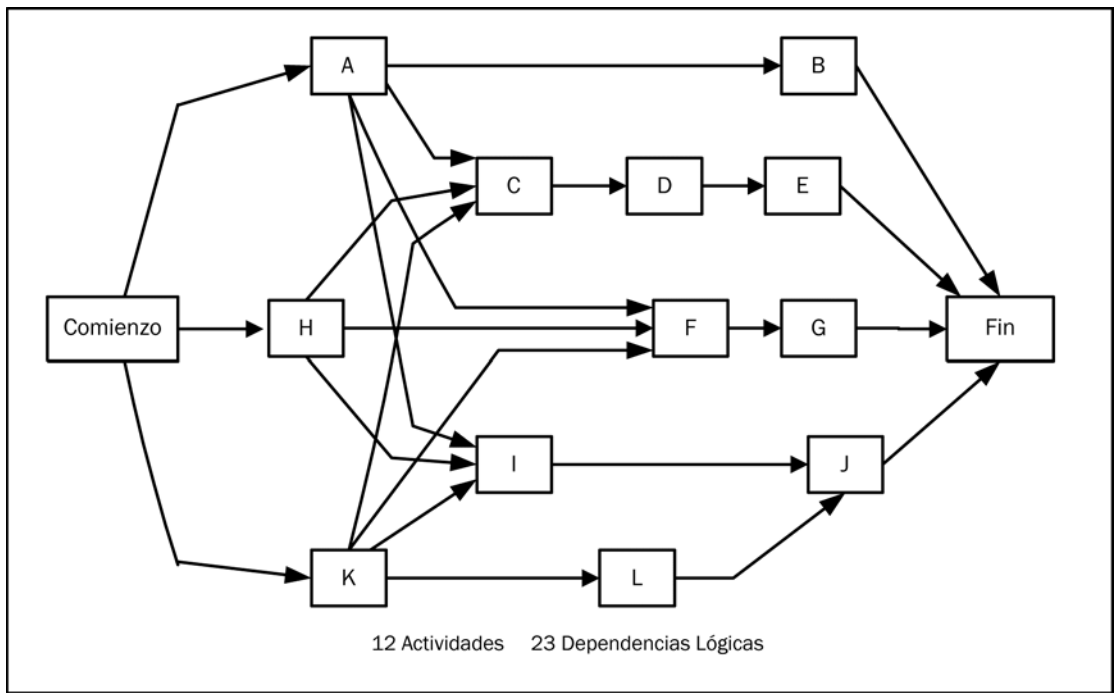 A
B
C
D
E
Comienzo
H
F
G
Fin
I
J
K
L
12 Actividades 23 Dependencias Lógicas